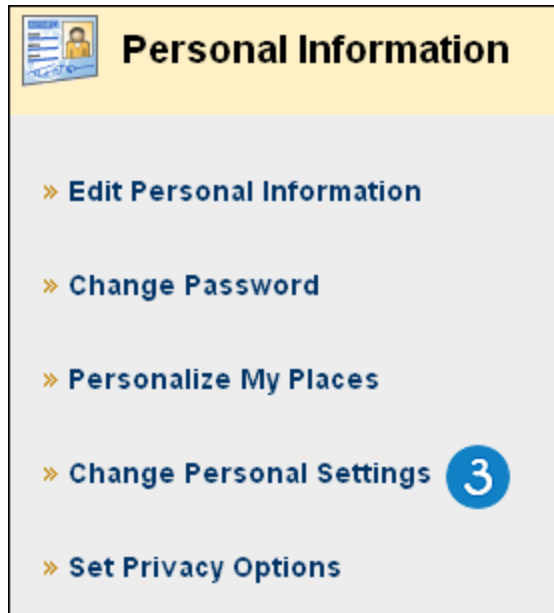 Personal Information
» Edit Personal Information
» Change Password
» Personalize My Places
» Change Personal Settings 3
» Set Privacy Options